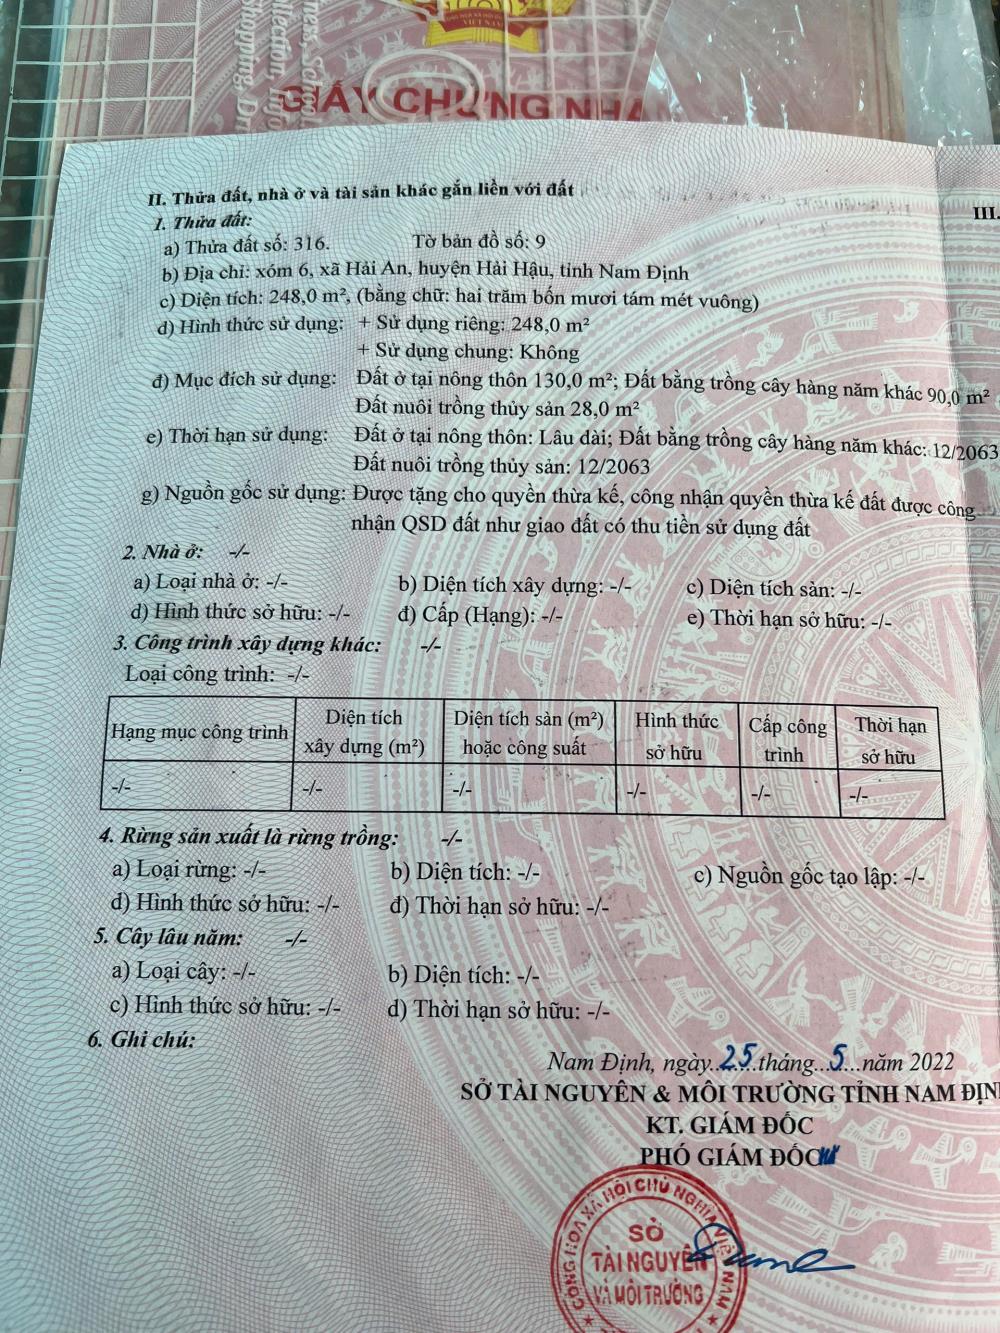 VIỆT NAM
GIẤY CHỨNG NHẬ
II. Thửa đất, nhà ở và tài sản khác gắn liền với đất
III.
1. Thửa đất:
a) Thửa đất số: 316. Tờ bản đồ số: 9
b) Địa chỉ: xóm 6, xã Hải An, huyện Hải Hậu, tỉnh Nam Định
c) Diện tích: 248,0 m², (bằng chữ: hai trăm bốn mươi tám mét vuông)
d) Hình thức sử dụng: + Sử dụng riêng: 248,0 m²
+ Sử dụng chung: Không
đ) Mục đích sử dụng: Đất ở tại nông thôn 130,0 m²; Đất bằng trồng cây hàng năm khác 90,0 m²
Đất nuôi trồng thủy sản 28,0 m²
e) Thời hạn sử dụng: Đất ở tại nông thôn: Lâu dài; Đất bằng trồng cây hàng năm khác: 12/2063
Đất nuôi trồng thủy sản: 12/2063
g) Nguồn gốc sử dụng: Được tặng cho quyền thừa kế, công nhận quyền thừa kế đất được công
nhận QSD đất như giao đất có thu tiền sử dụng đất
2. Nhà ở: -/-
a) Loại nhà ở: -/- b) Diện tích xây dựng: -/- c) Diện tích sàn: -/-
d) Hình thức sở hữu: -/- đ) Cấp (Hạng): -/- e) Thời hạn sở hữu: -/-
3. Công trình xây dựng khác: -/-
Loại công trình: -/-
Hạng mục công trình
Diện tích
xây dựng (m²)
Diện tích sàn (m²)
hoặc công suất
Hình thức
sở hữu
Cấp công
trình
Thời hạn
sở hữu
-/- -/- -/- -/- -/- -/-
4. Rừng sản xuất là rừng trồng: -/-
a) Loại rừng: -/- b) Diện tích: -/- c) Nguồn gốc tạo lập: -/-
d) Hình thức sở hữu: -/- đ) Thời hạn sở hữu: -/-
5. Cây lâu năm: -/-
a) Loại cây: -/- b) Diện tích: -/-
c) Hình thức sở hữu: -/- d) Thời hạn sở hữu: -/-
6. Ghi chú:
Nam Định, ngày...25...tháng...5...năm 2022
SỞ TÀI NGUYÊN & MÔI TRƯỜNG TỈNH NAM ĐỊN
KT. GIÁM ĐỐC
PHÓ GIÁM ĐỐC
CỘNG HÒA XÃ HỘI CHỦ NGHĨA VIỆT NAM
SỞ
TÀI NGUYÊN
VÀ MÔI TRƯỜNG